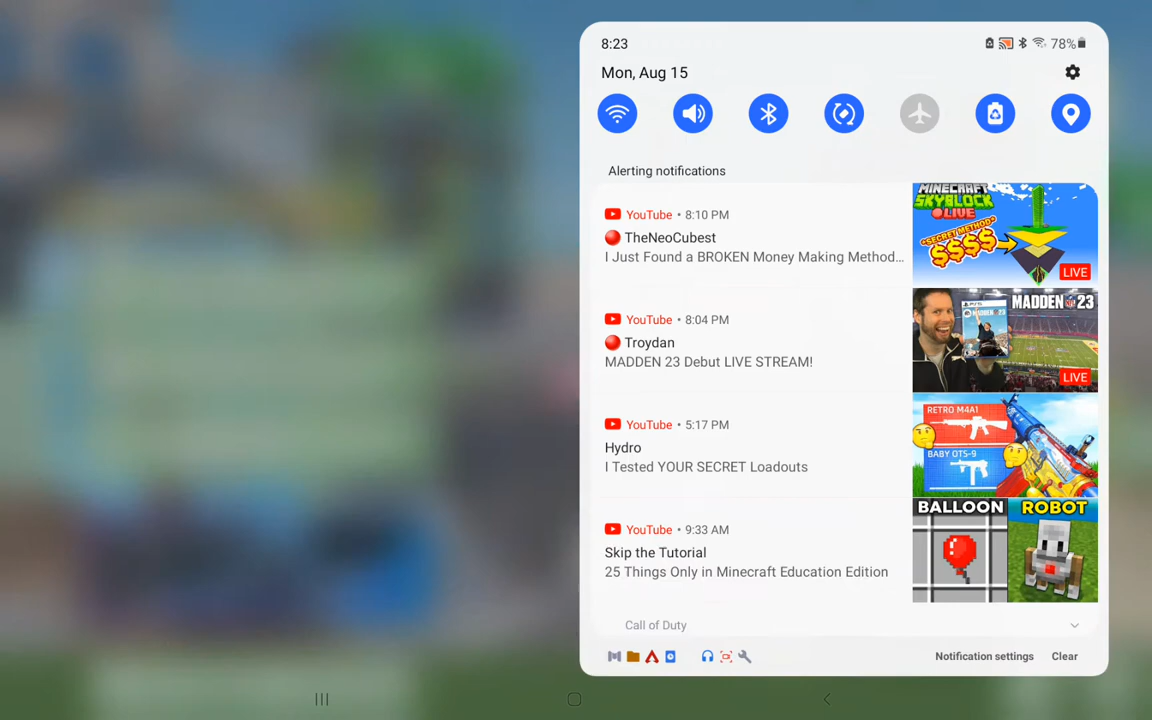 8:23
78%
Mon, Aug 15
Alerting notifications
YouTube • 8:10 PM
TheNeoCubest
I Just Found a BROKEN Money Making Method...
MINECRAFT
SKYBLOCK
LIVE
*SECRET METHOD*
$$$$
LIVE
YouTube • 8:04 PM
Troydan
MADDEN 23 Debut LIVE STREAM!
MADDEN NFL 23
LIVE
YouTube • 5:17 PM
Hydro
I Tested YOUR SECRET Loadouts
RETRO M4A1
BABY OTS-9
YouTube • 9:33 AM
Skip the Tutorial
25 Things Only in Minecraft Education Edition
BALLOON
ROBOT
Call of Duty
Notification settings
Clear